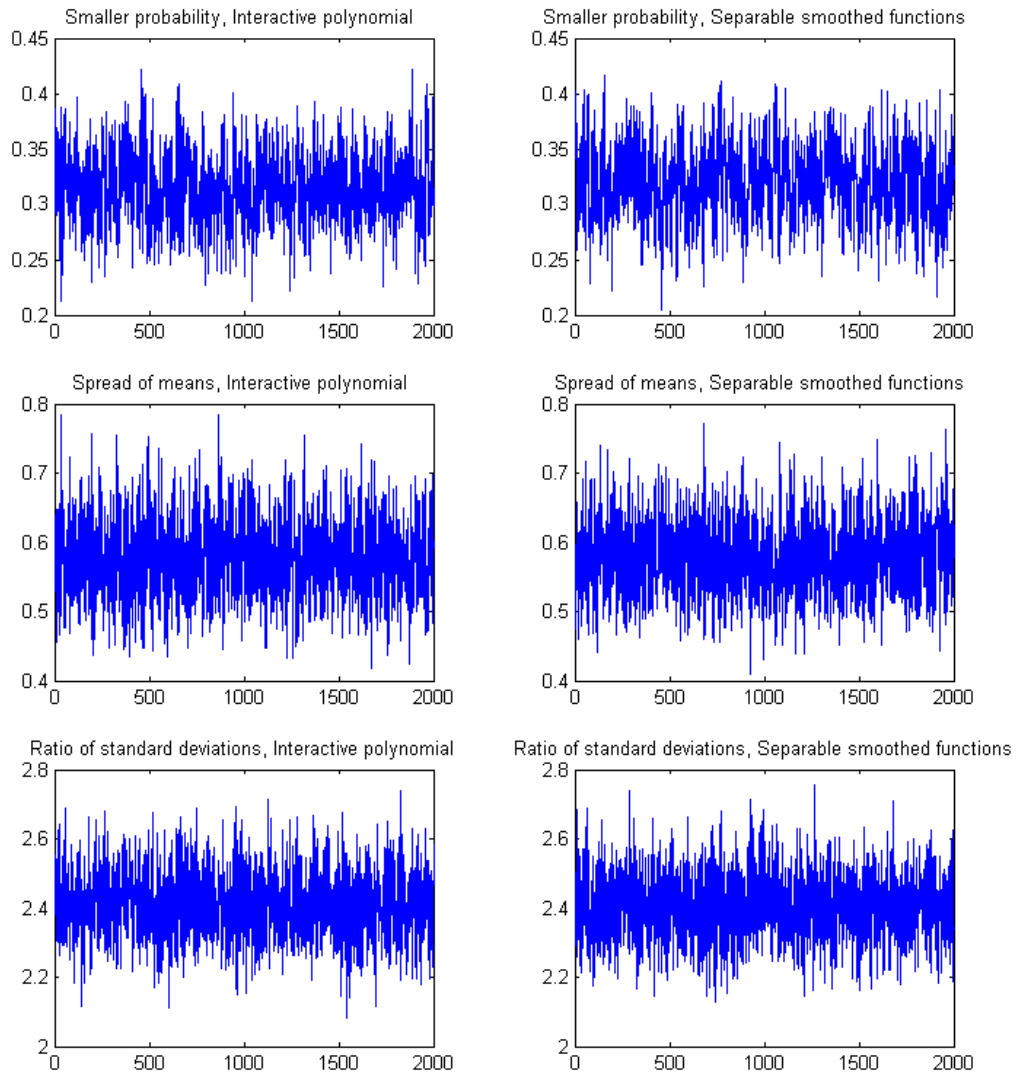 Smaller probability, Interactive polynomial
0.45
0.4
0.35
0.3
0.25
0.2
0 500 1000 1500 2000
Smaller probability, Separable smoothed functions
0.45
0.4
0.35
0.3
0.25
0.2
0 500 1000 1500 2000
Spread of means, Interactive polynomial
0.8
0.7
0.6
0.5
0.4
0 500 1000 1500 2000
Spread of means, Separable smoothed functions
0.8
0.7
0.6
0.5
0.4
0 500 1000 1500 2000
Ratio of standard deviations, Interactive polynomial
2.8
2.6
2.4
2.2
2
0 500 1000 1500 2000
Ratio of standard deviations, Separable smoothed functions
2.8
2.6
2.4
2.2
2
0 500 1000 1500 2000